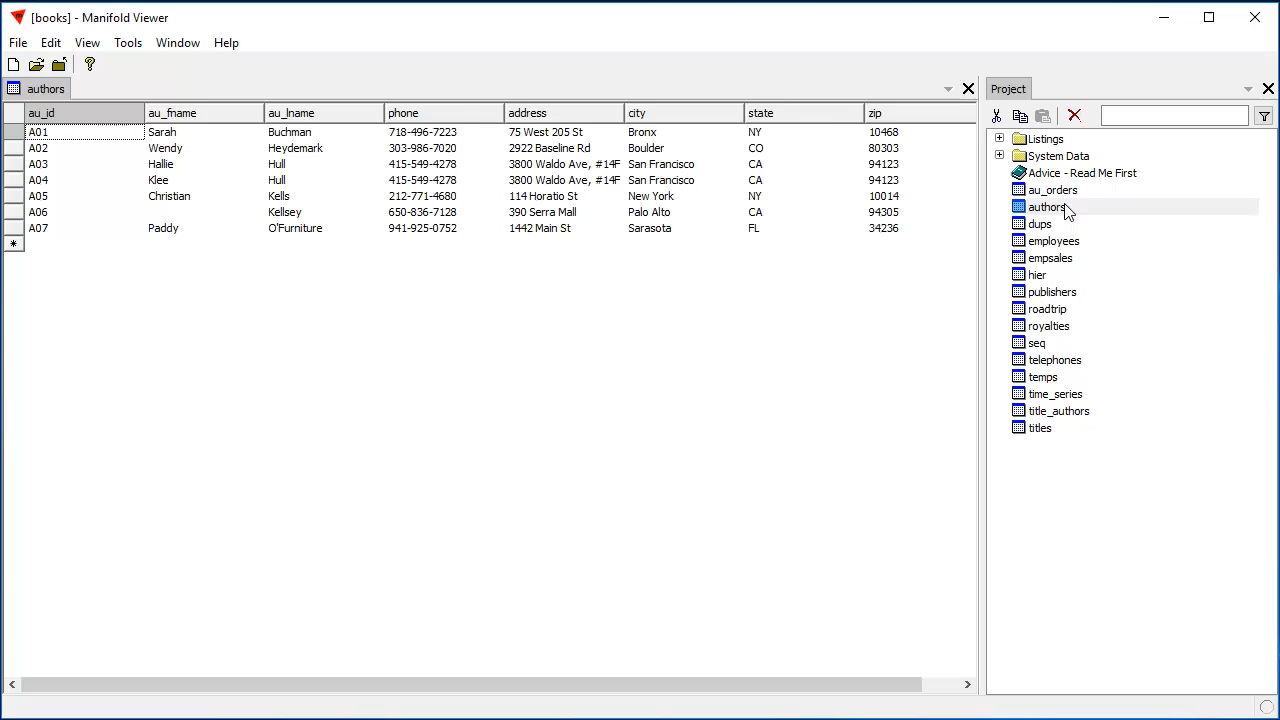 [books] - Manifold Viewer
File Edit View Tools Window Help
authors
au_id au_fname au_lname phone address city state zip
A01 Sarah Buchman 718-496-7223 75 West 205 St Bronx NY 10468
A02 Wendy Heydemark 303-986-7020 2922 Baseline Rd Boulder CO 80303
A03 Hallie Hull 415-549-4278 3800 Waldo Ave, #14F San Francisco CA 94123
A04 Klee Hull 415-549-4278 3800 Waldo Ave, #14F San Francisco CA 94123
A05 Christian Kells 212-771-4680 114 Horatio St New York NY 10014
A06 Kellsey 650-836-7128 390 Serra Mall Palo Alto CA 94305
A07 Paddy O'Furniture 941-925-0752 1442 Main St Sarasota FL 34236
Project
Listings
System Data
Advice - Read Me First
au_orders
authors
dups
employees
empsales
hier
publishers
roadtrip
royalties
seq
telephones
temps
time_series
title_authors
titles